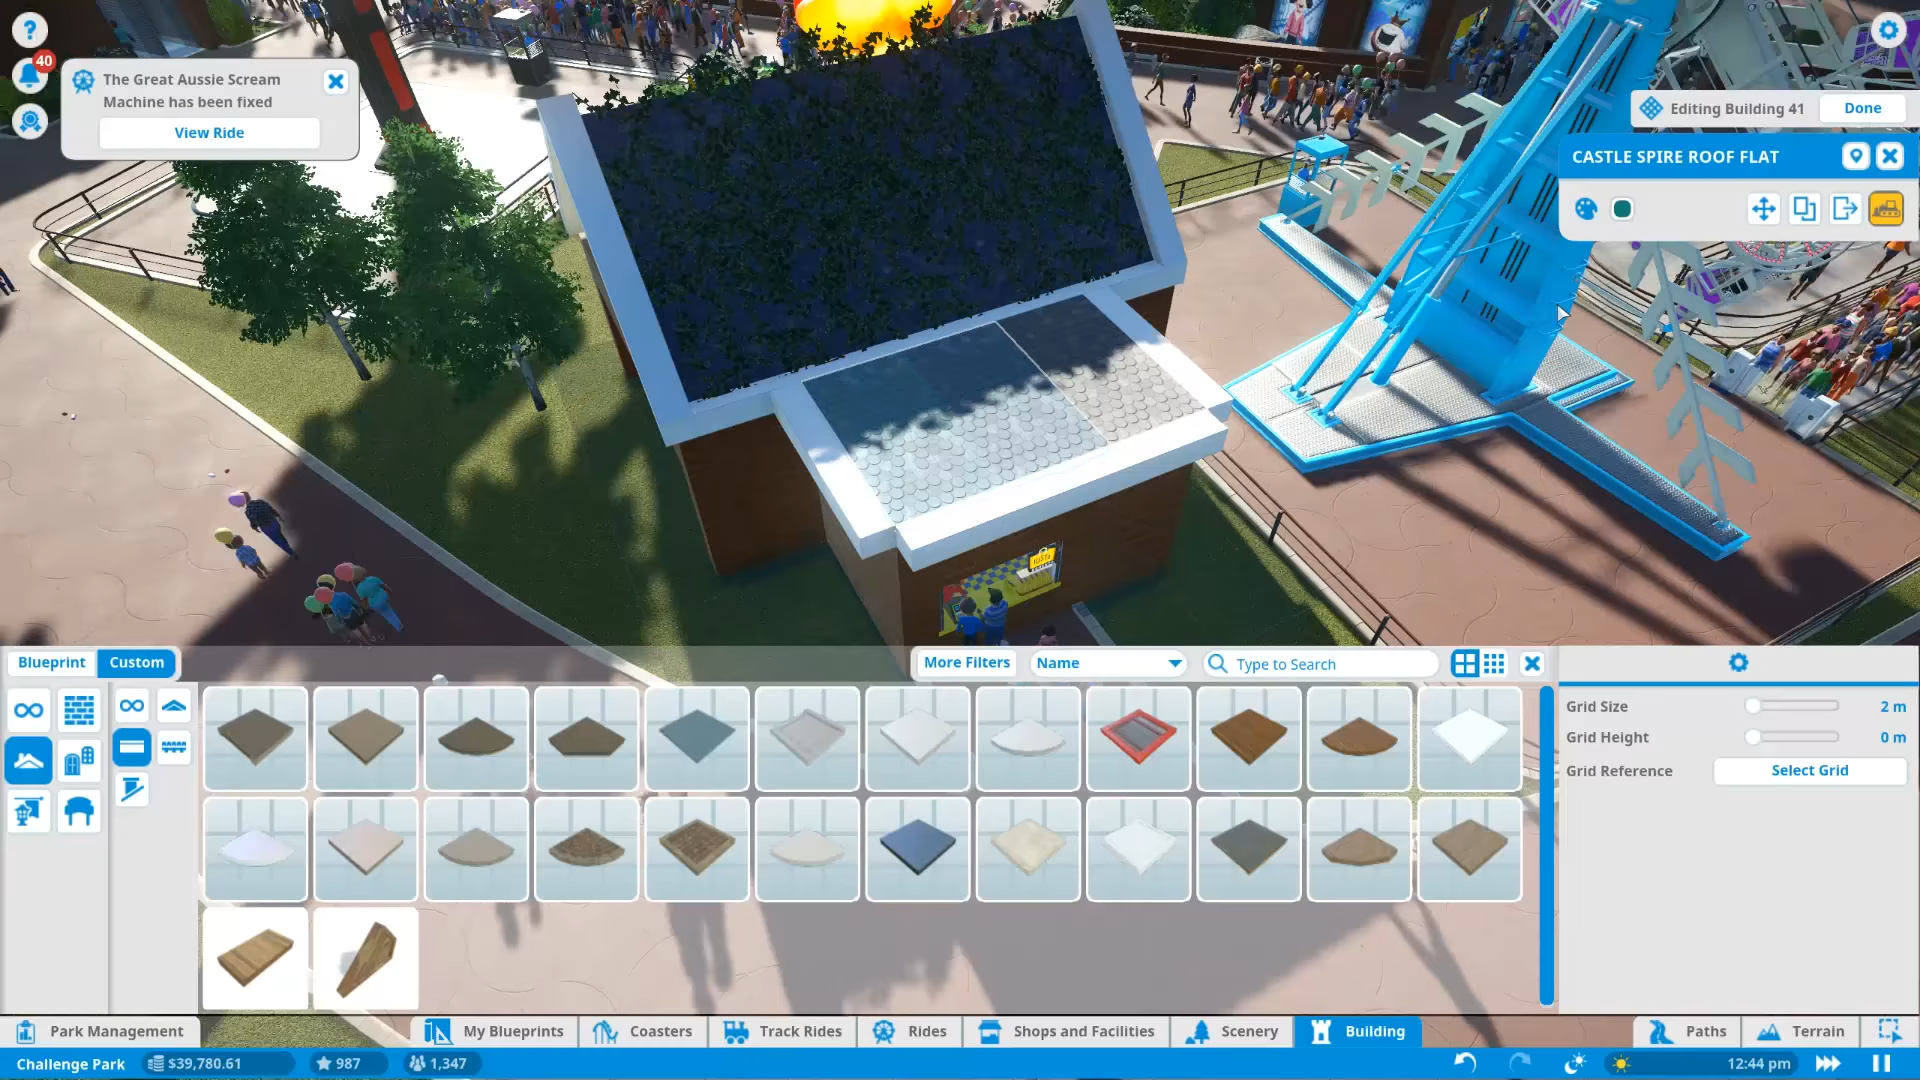 ?
40
The Great Aussie Scream
Machine has been fixed
View Ride
Editing Building 41
Done
CASTLE SPIRE ROOF FLAT
Blueprint
Custom
More Filters
Name
Type to Search
Grid Size
2 m
Grid Height
0 m
Grid Reference
Select Grid
Park Management
My Blueprints
Coasters
Track Rides
Rides
Shops and Facilities
Scenery
Building
Paths
Terrain
Challenge Park
$39,780.61
987
1,347
12:44 pm